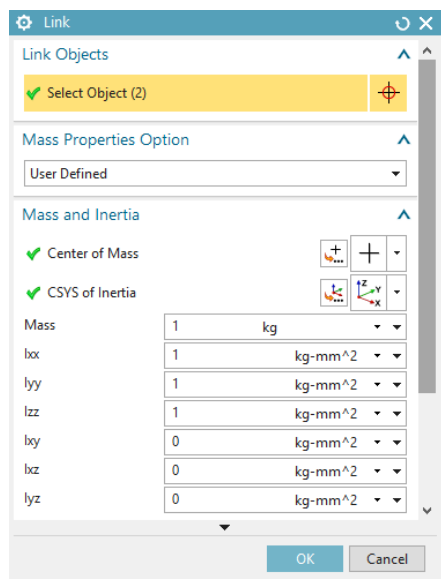 Link
Link Objects
Select Object (2)
Mass Properties Option
User Defined
Mass and Inertia
Center of Mass
CSYS of Inertia
Z
Y
X
Mass 1 kg
Ixx 1 kg-mm^2
Iyy 1 kg-mm^2
Izz 1 kg-mm^2
Ixy 0 kg-mm^2
Ixz 0 kg-mm^2
Iyz 0 kg-mm^2
OK Cancel